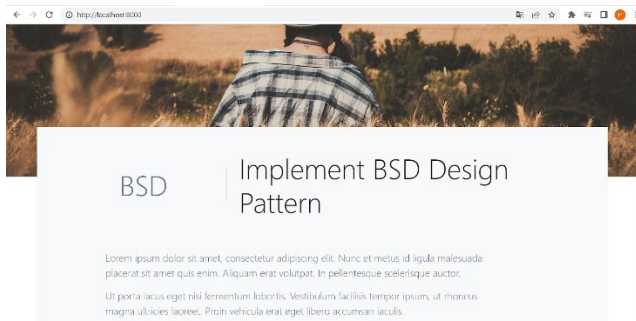 http://localhost:8000
BSD
Implement BSD Design
Pattern
Lorem ipsum dolor sit amet, consectetur adipiscing elit. Nunc et metus id ligula malesuada
placerat sit amet quis enim. Aliquam erat volutpat. In pellentesque scelerisque auctor.
Ut porta lacus eget nisi fermentum lobortis. Vestibulum facilisis tempor ipsum, ut rhoncus
magna ultricies laoreet. Proin vehicula erat eget libero accumsan iaculis.